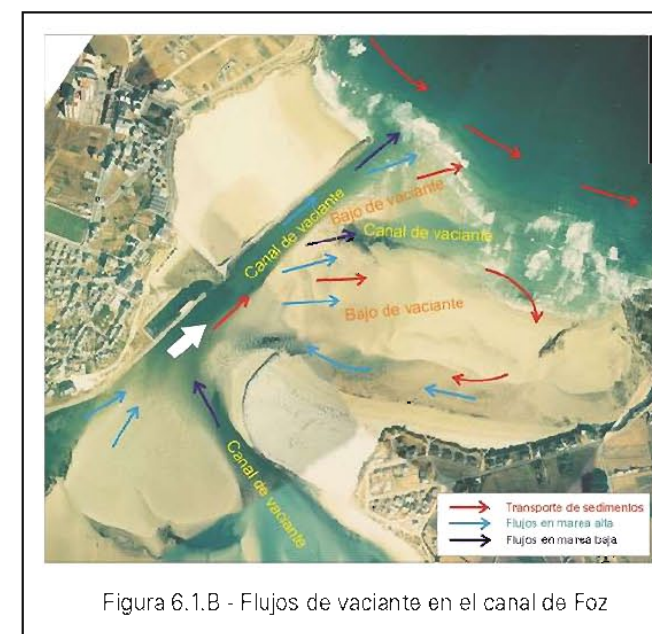 Canal de vaciante
Bajo de vaciante
Canal de vaciante
Bajo de vaciante
Canal de vaciante
Transporte de sedimentos
Flujos en marea alta
Flujos en marea baja
Figura 6.1.B - Flujos de vaciante en el canal de Foz